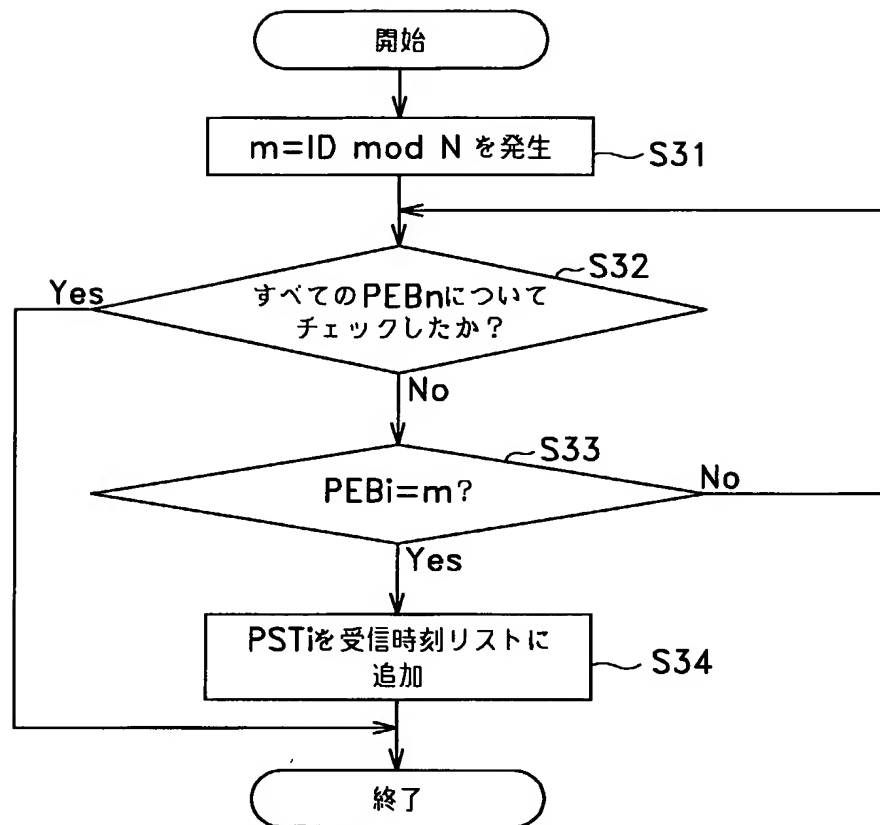 開始
m=ID mod N を発生
S31
S32
Yes
すべてのPEBnについて
チェックしたか？
No
S33
PEBi=m?
No
Yes
PSTiを受信時刻リストに
追加
S34
終了